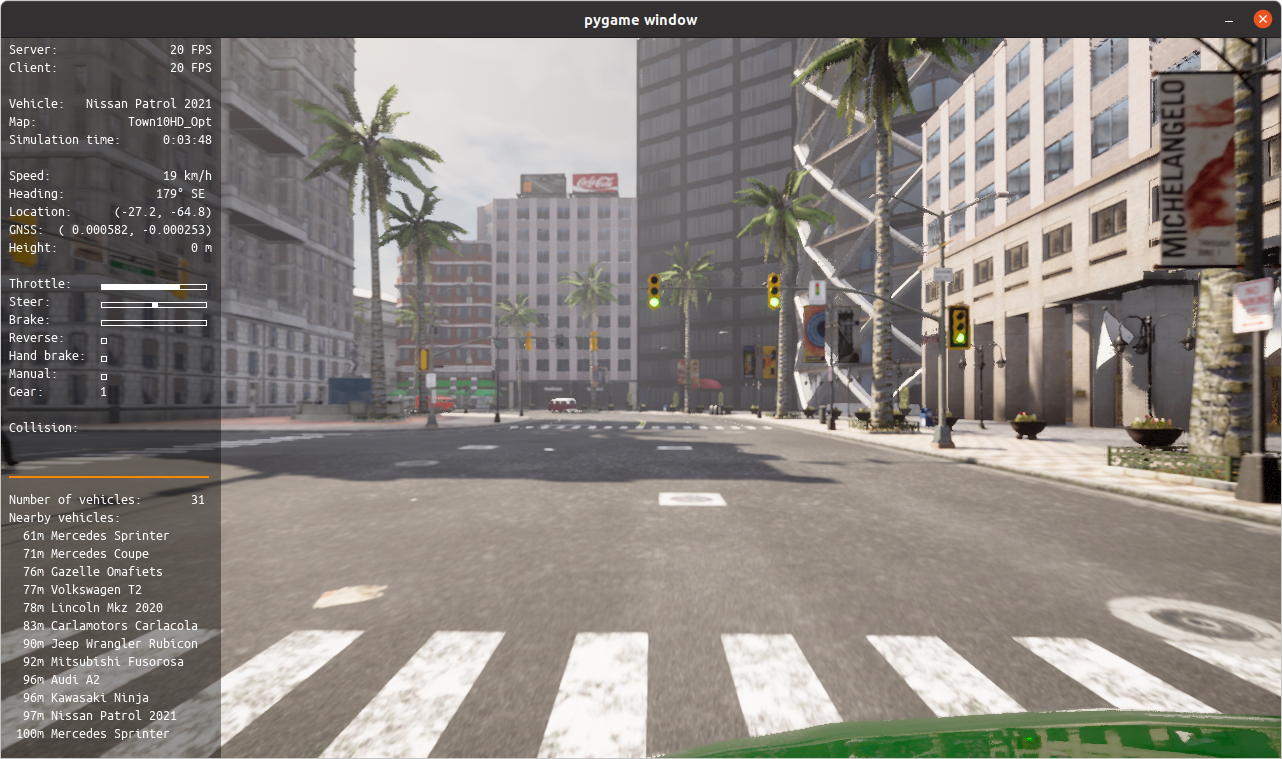 pygame window
Server: 20 FPS
Client: 20 FPS
Vehicle: Nissan Patrol 2021
Map: Town10HD_Opt
Simulation time: 0:03:48
Speed: 19 km/h
Heading: 179° SE
Location: (-27.2, -64.8)
GNSS: ( 0.000582, -0.000253)
Height: 0 m
Throttle:
Steer:
Brake:
Reverse:
Hand brake:
Manual:
Gear: 1
Collision:
Number of vehicles: 31
Nearby vehicles:
61m Mercedes Sprinter
71m Mercedes Coupe
76m Gazelle Omafiets
77m Volkswagen T2
78m Lincoln Mkz 2020
83m Carlamotors Carlacola
90m Jeep Wrangler Rubicon
92m Mitsubishi Fusorosa
96m Audi A2
96m Kawasaki Ninja
97m Nissan Patrol 2021
100m Mercedes Sprinter
Coca-Cola
MICHELANGELO
NO
PARKING